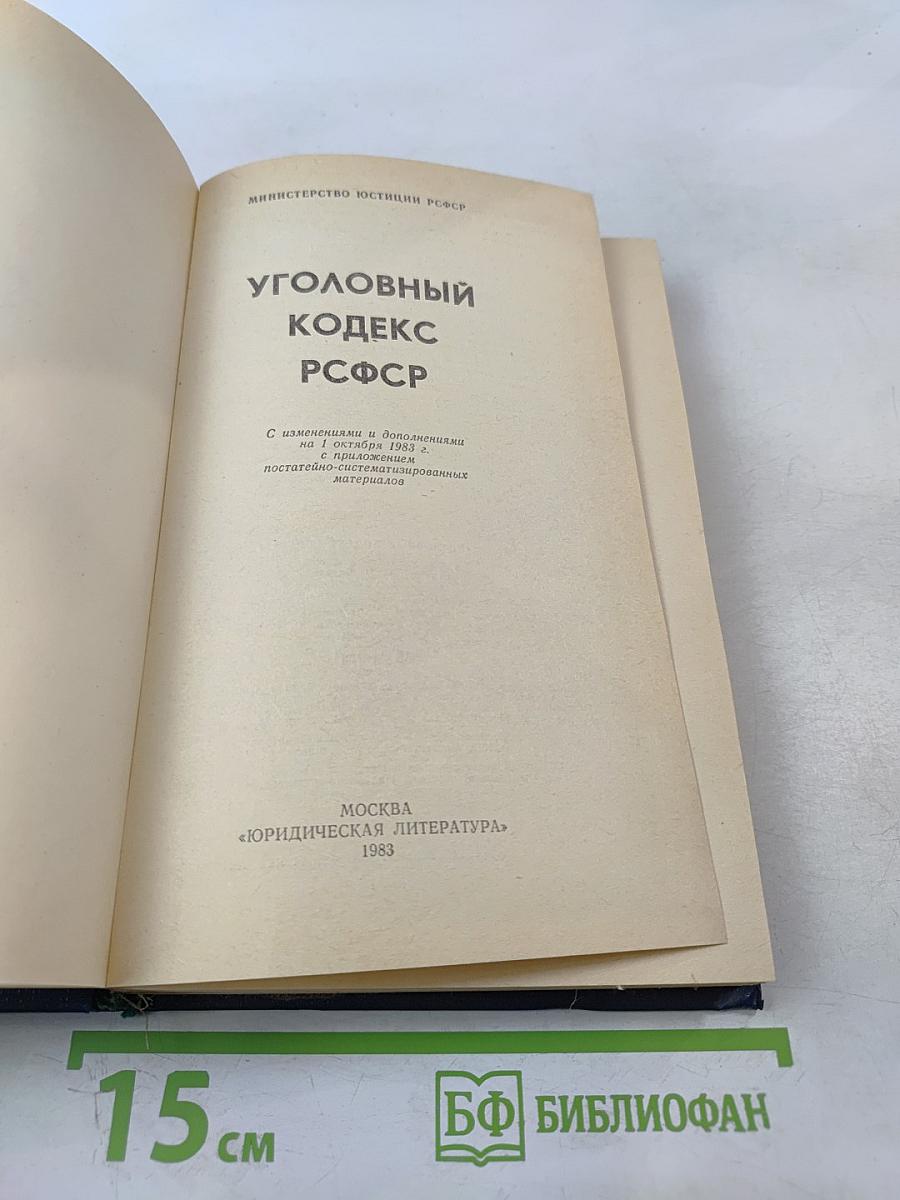 МИНИСТЕРСТВО ЮСТИЦИИ РСФСР
УГОЛОВНЫЙ
КОДЕКС
РСФСР
С изменениями и дополнениями
на 1 октября 1983 г.
с приложением
постатейно-систематизированных
материалов
МОСКВА
«ЮРИДИЧЕСКАЯ ЛИТЕРАТУРА»
1983
15 см
БФ БИБЛИОФАН